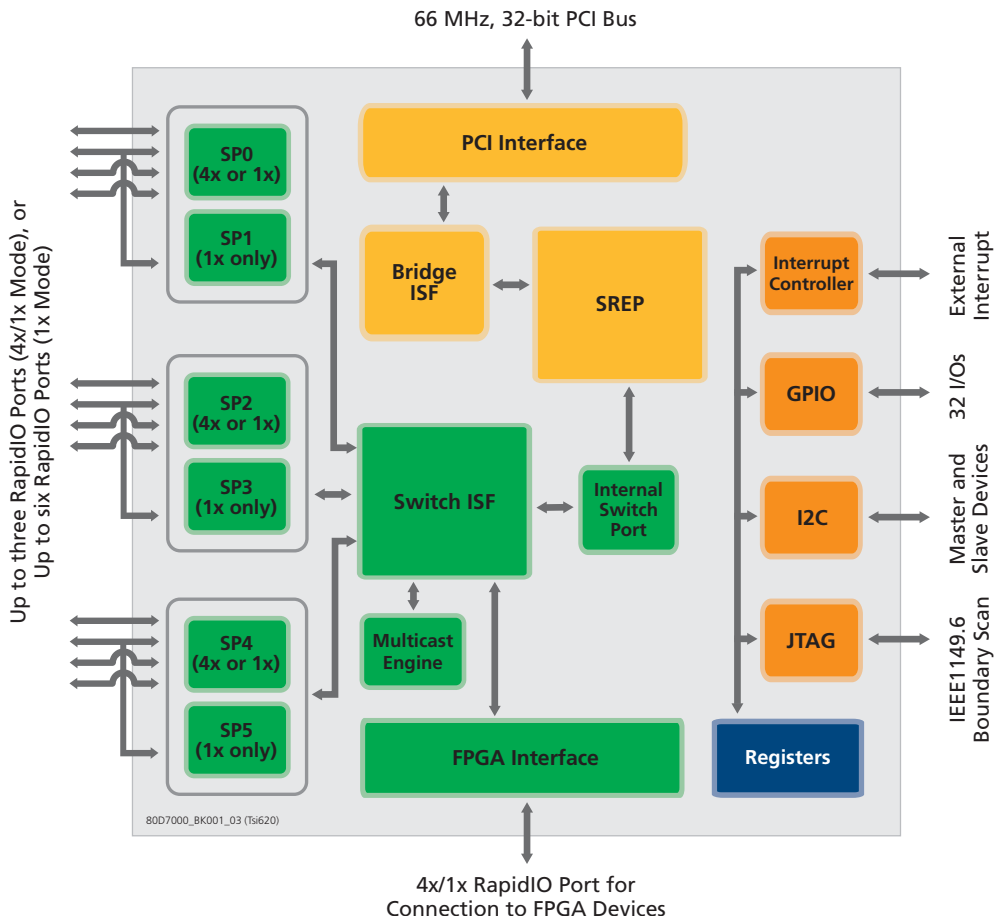 66 MHz, 32-bit PCI Bus
PCI Interface
SP0
(4x or 1x)
SP1
(1x only)
Bridge
ISF
SREP
Interrupt
Controller
External
Interrupt
Up to three RapidIO Ports (4x/1x Mode), or
Up to six RapidIO Ports (1x Mode)
SP2
(4x or 1x)
SP3
(1x only)
Switch ISF
Internal
Switch
Port
GPIO
32 I/Os
I2C
Master and
Slave Devices
SP4
(4x or 1x)
SP5
(1x only)
Multicast
Engine
JTAG
IEEE1149.6
Boundary Scan
FPGA Interface
Registers
80D7000_BK001_03 (Tsi620)
4x/1x RapidIO Port for
Connection to FPGA Devices